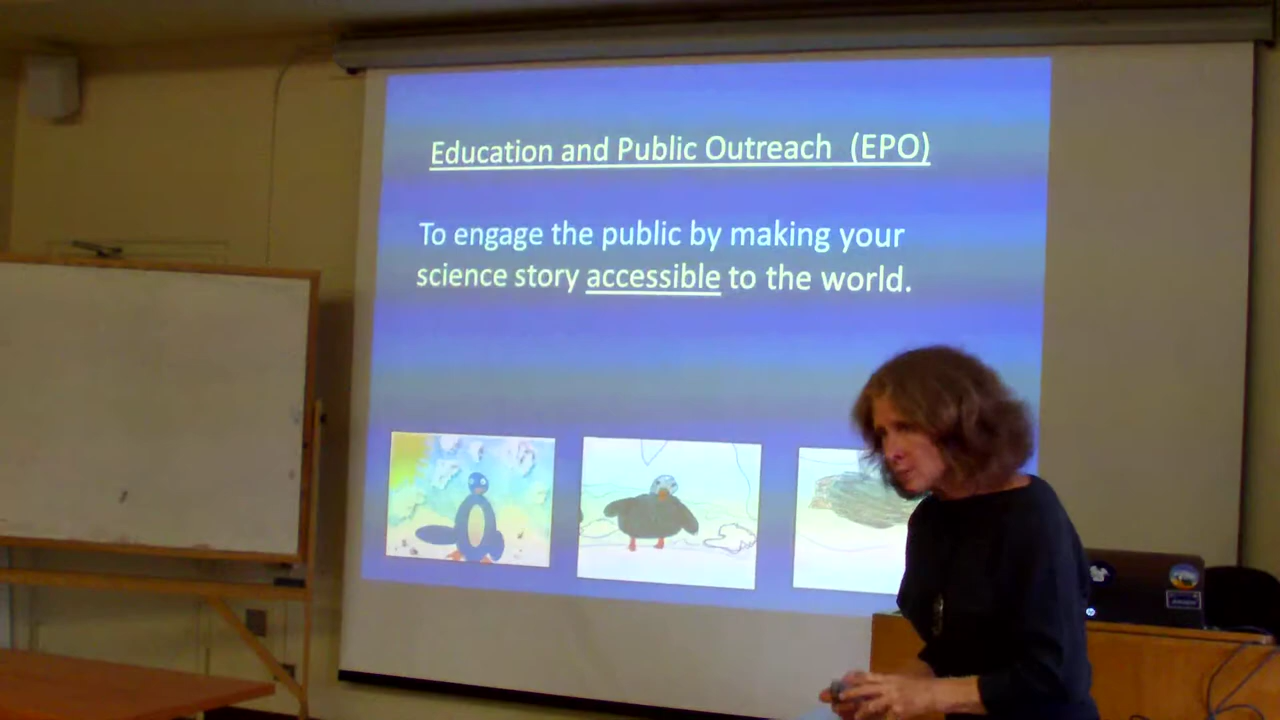 Education and Public Outreach (EPO)
To engage the public by making your
science story accessible to the world.